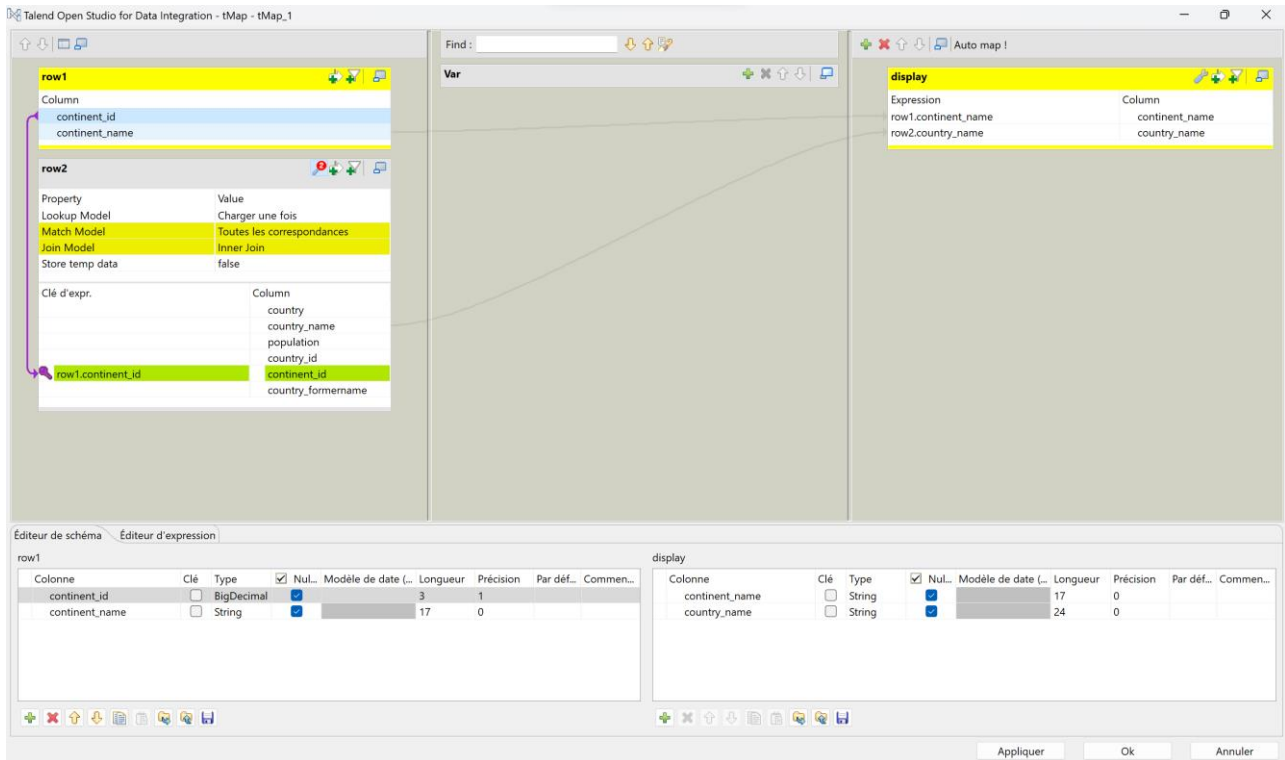 Talend Open Studio for Data Integration - tMap - tMap_1
Find :
Auto map !
row1
Column
continent_id
continent_name
row2
Property Value
Lookup Model Charger une fois
Match Model Toutes les correspondances
Join Model Inner Join
Store temp data false
Clé d'expr. Column
country
country_name
population
country_id
row1.continent_id continent_id
country_formername
Var
display
Expression Column
row1.continent_name continent_name
row2.country_name country_name
Éditeur de schéma Éditeur d'expression
row1
Colonne Clé Type Nul... Modèle de date (... Longueur Précision Par déf... Commen...
continent_id BigDecimal 3 1
continent_name String 17 0
display
Colonne Clé Type Nul... Modèle de date (... Longueur Précision Par déf... Commen...
continent_name String 17 0
country_name String 24 0
Appliquer Ok Annuler